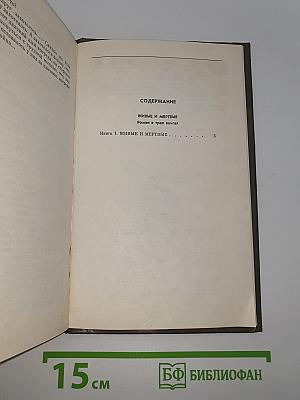 СОДЕРЖАНИЕ
ЖИВЫЕ И МЕРТВЫЕ
Роман в трех книгах
Книга 1. ЖИВЫЕ И МЕРТВЫЕ . . . . . . . 5
15 см
БФ БИБЛИОФАН